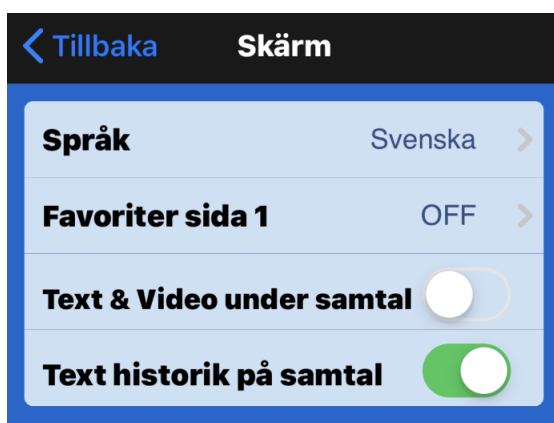 Tillbaka Skärm
Språk Svenska
Favoriter sida 1 OFF
Text & Video under samtal
Text historik på samtal